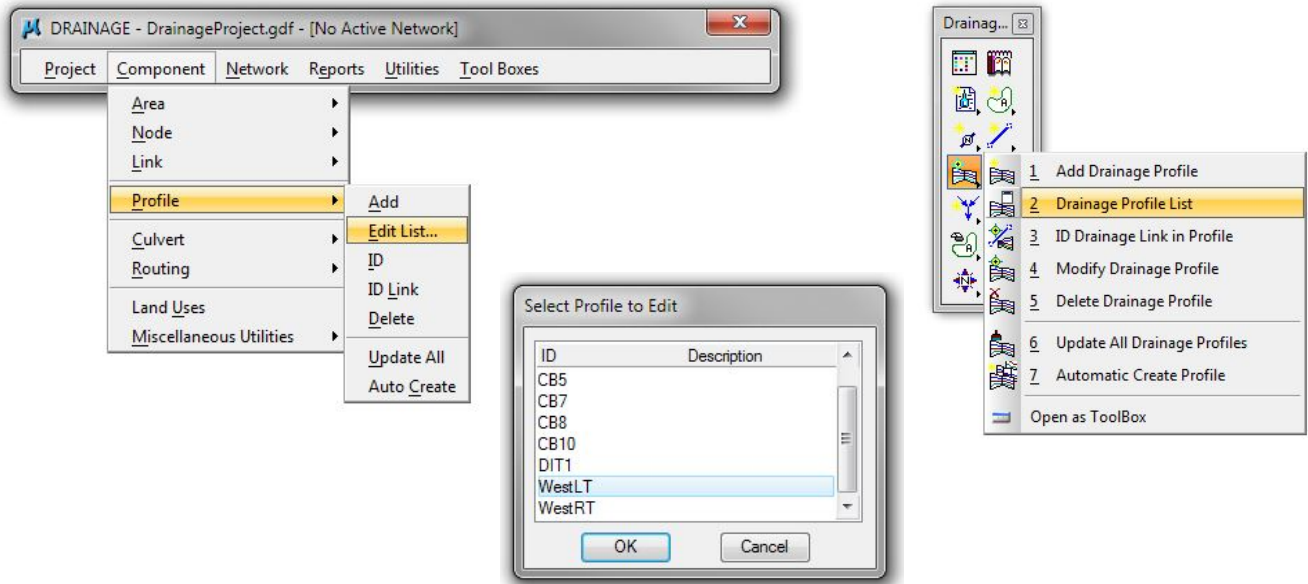 DRAINAGE - DrainageProject.gdf - [No Active Network]
Project Component Network Reports Utilities Tool Boxes
Area
Node
Link
Profile
Culvert
Routing
Land Uses
Miscellaneous Utilities
Add
Edit List...
ID
ID Link
Delete
Update All
Auto Create
Select Profile to Edit
ID Description
CB5
CB7
CB8
CB10
DIT1
WestLT
WestRT
OK Cancel
Drainag...
1 Add Drainage Profile
2 Drainage Profile List
3 ID Drainage Link in Profile
4 Modify Drainage Profile
5 Delete Drainage Profile
6 Update All Drainage Profiles
7 Automatic Create Profile
Open as ToolBox